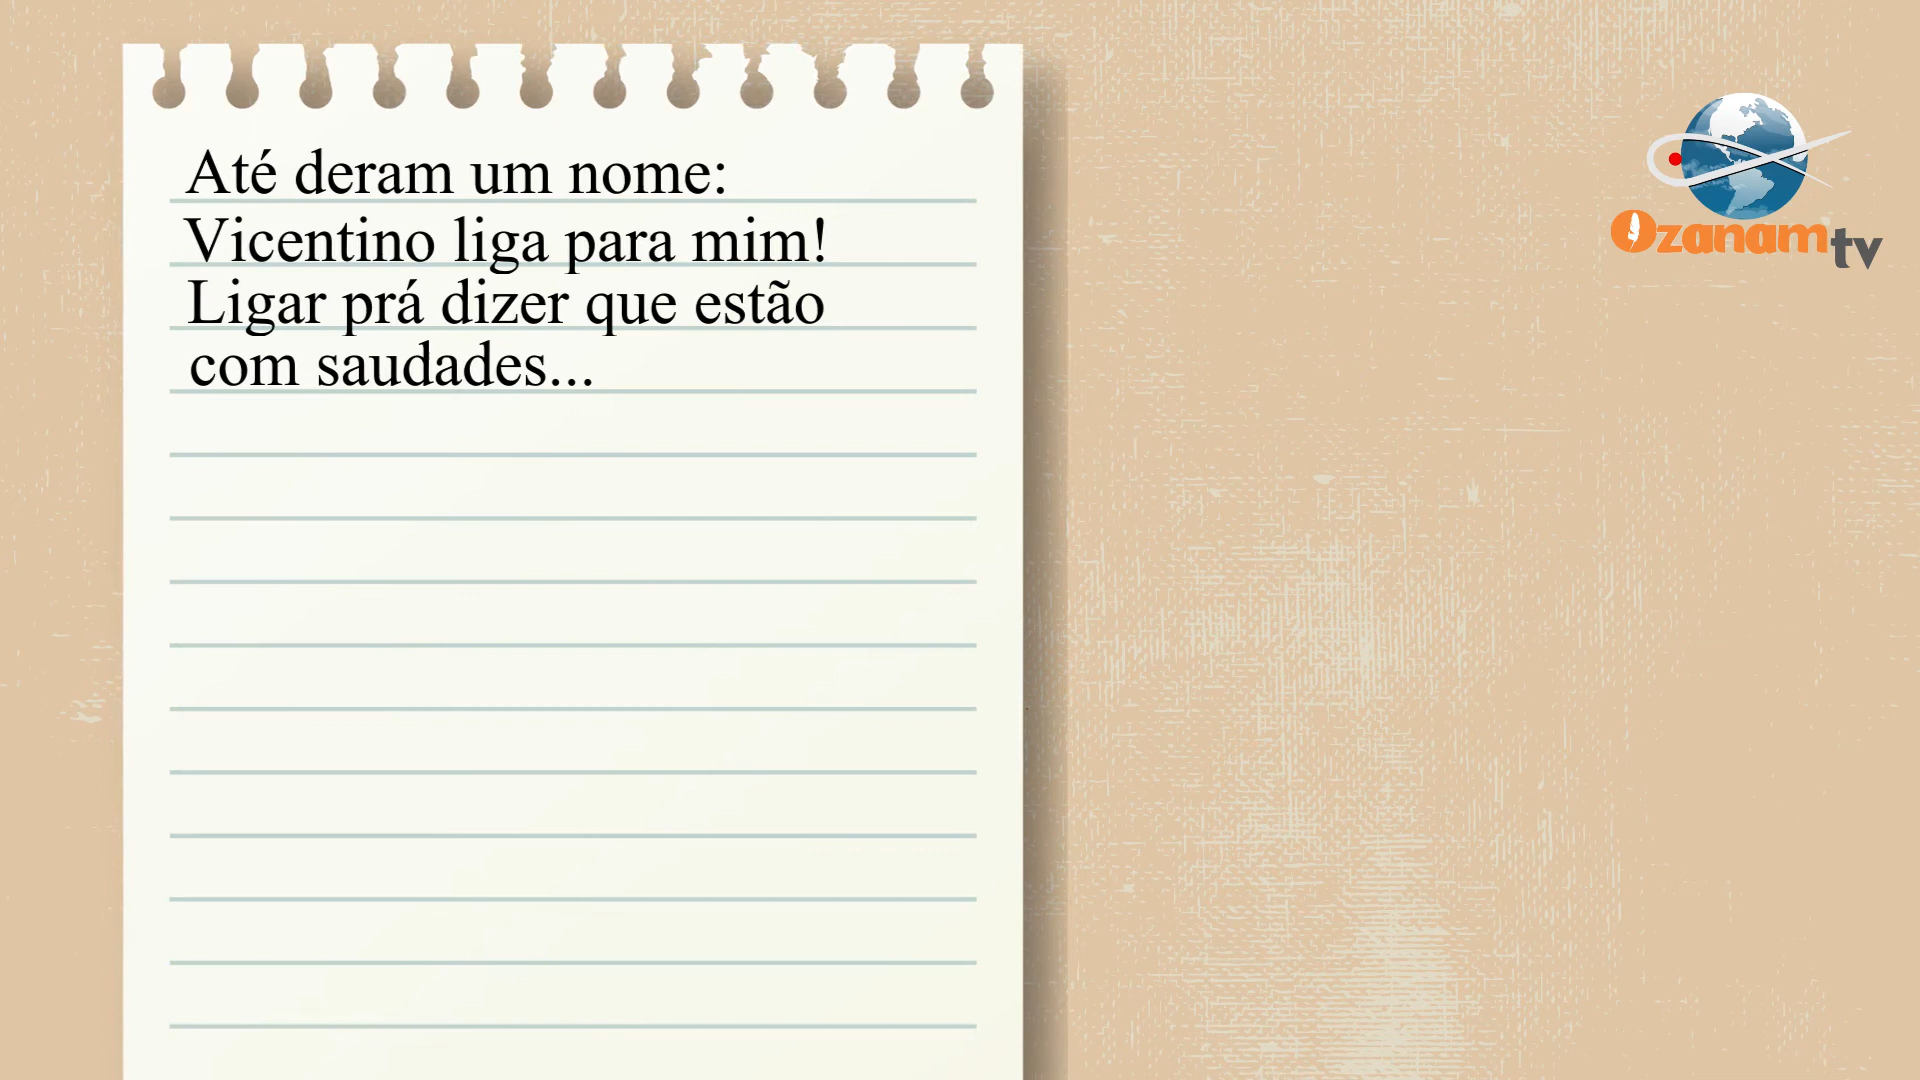 Até deram um nome:
Vicentino liga para mim!
Ligar prá dizer que estão
com saudades...
Ozanam tv